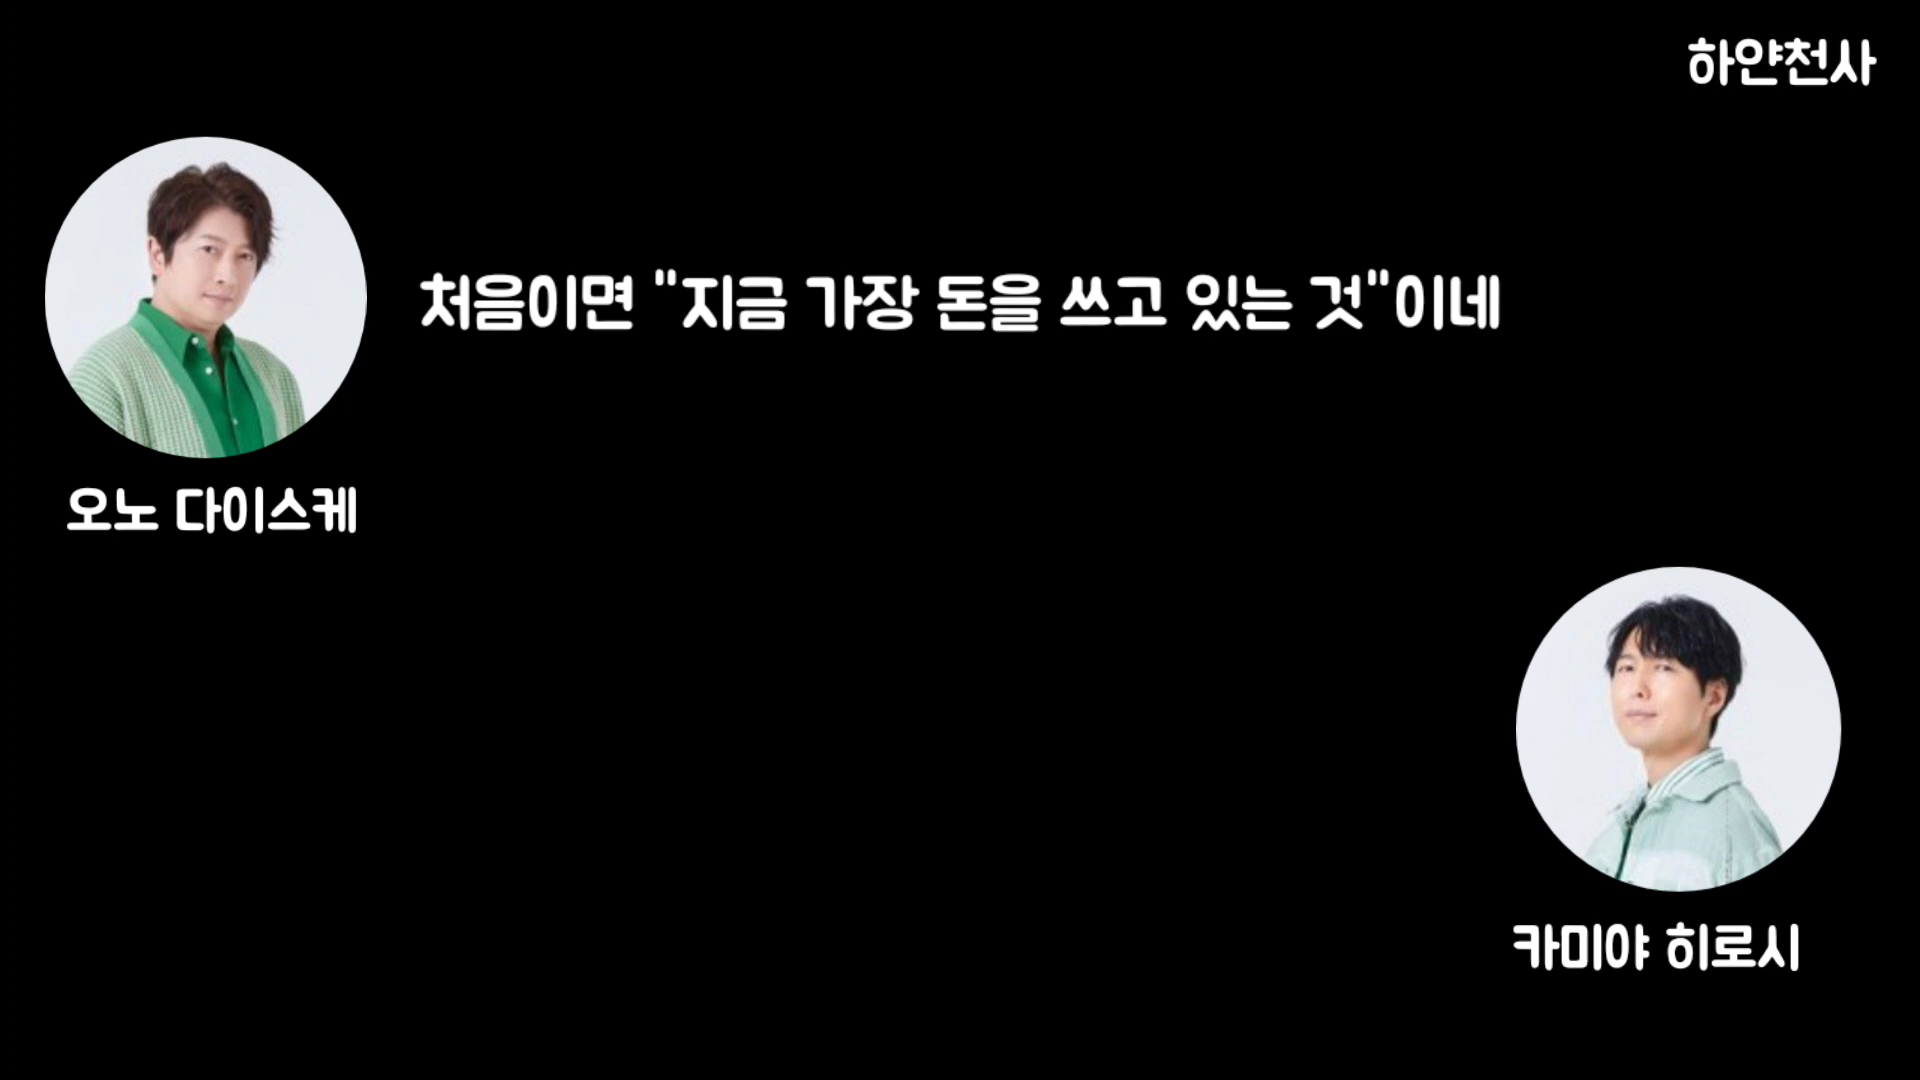 하얀천사
처음이면 "지금 가장 돈을 쓰고 있는 것"이네
오노 다이스케
카미야 히로시